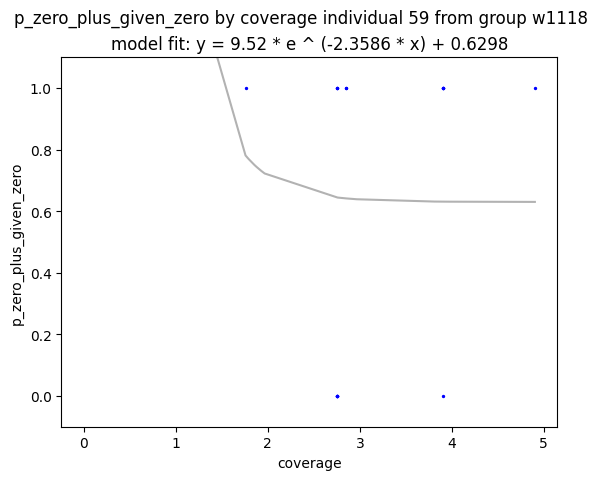 p_zero_plus_given_zero by coverage individual 59 from group w1118
model fit: y = 9.52 * e ^ (-2.3586 * x) + 0.6298
1.0
0.8
0.6
0.4
0.2
0.0
p_zero_plus_given_zero
0 1 2 3 4 5
coverage